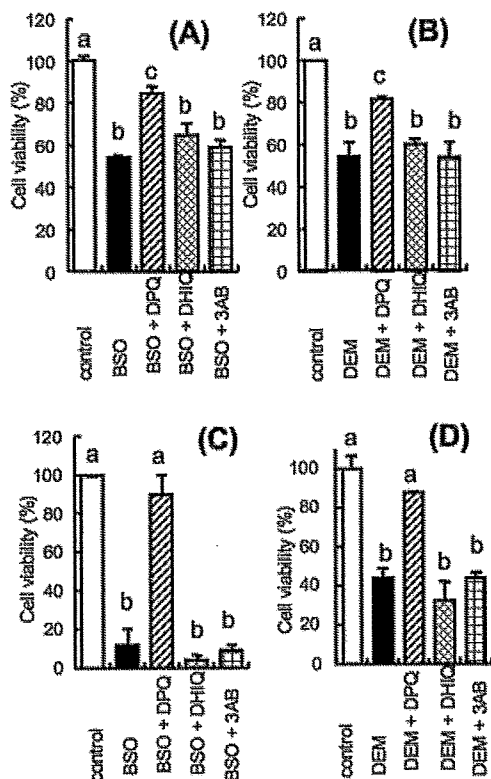 (A)
Cell viability (%)
120
100
80
60
40
20
0
a
b
c
b
b
control
BSO
BSO + DPQ
BSO + DHIQ
BSO + 3AB
(B)
Cell viability (%)
120
100
80
60
40
20
0
a
b
c
b
b
control
DEM
DEM + DPQ
DEM + DHIQ
DEM + 3AB
(C)
Cell viability (%)
120
100
80
60
40
20
0
a
b
a
b
b
control
BSO
BSO + DPQ
BSO + DHIQ
BSO + 3AB
(D)
Cell viability (%)
100
80
60
40
20
0
a
b
a
b
b
control
DEM
DEM + DPQ
DEM + DHIQ
DEM + 3AB